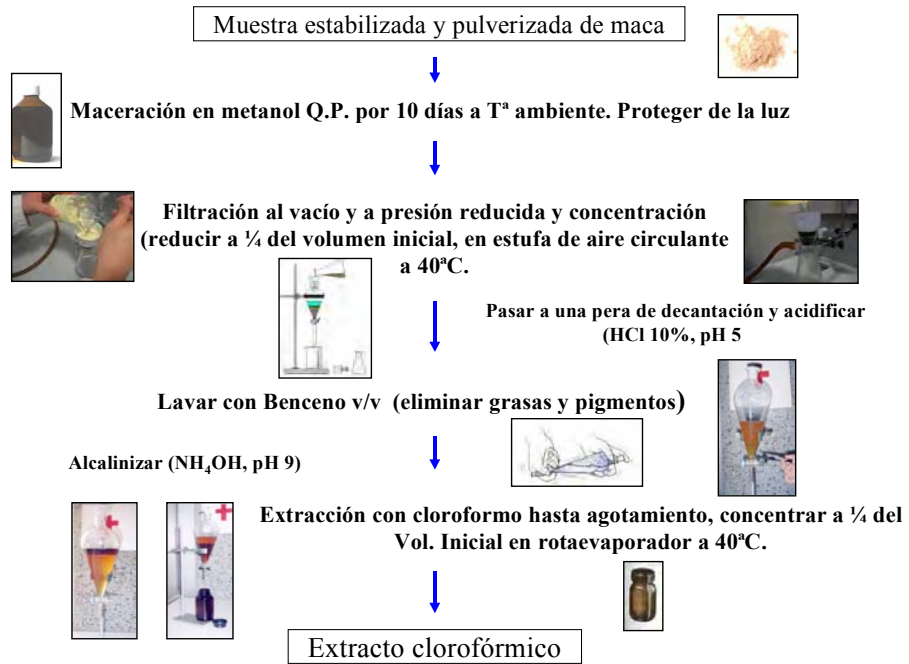 Muestra estabilizada y pulverizada de maca
Maceración en metanol Q.P. por 10 días a Tª ambiente. Proteger de la luz
Filtración al vacío y a presión reducida y concentración
(reducir a ¼ del volumen inicial, en estufa de aire circulante
a 40ªC.
Pasar a una pera de decantación y acidificar
(HCl 10%, pH 5
Lavar con Benceno v/v (eliminar grasas y pigmentos)
Alcalinizar (NH₄OH, pH 9)
Extracción con cloroformo hasta agotamiento, concentrar a ¼ del
Vol. Inicial en rotaevaporador a 40ªC.
Extracto clorofórmico